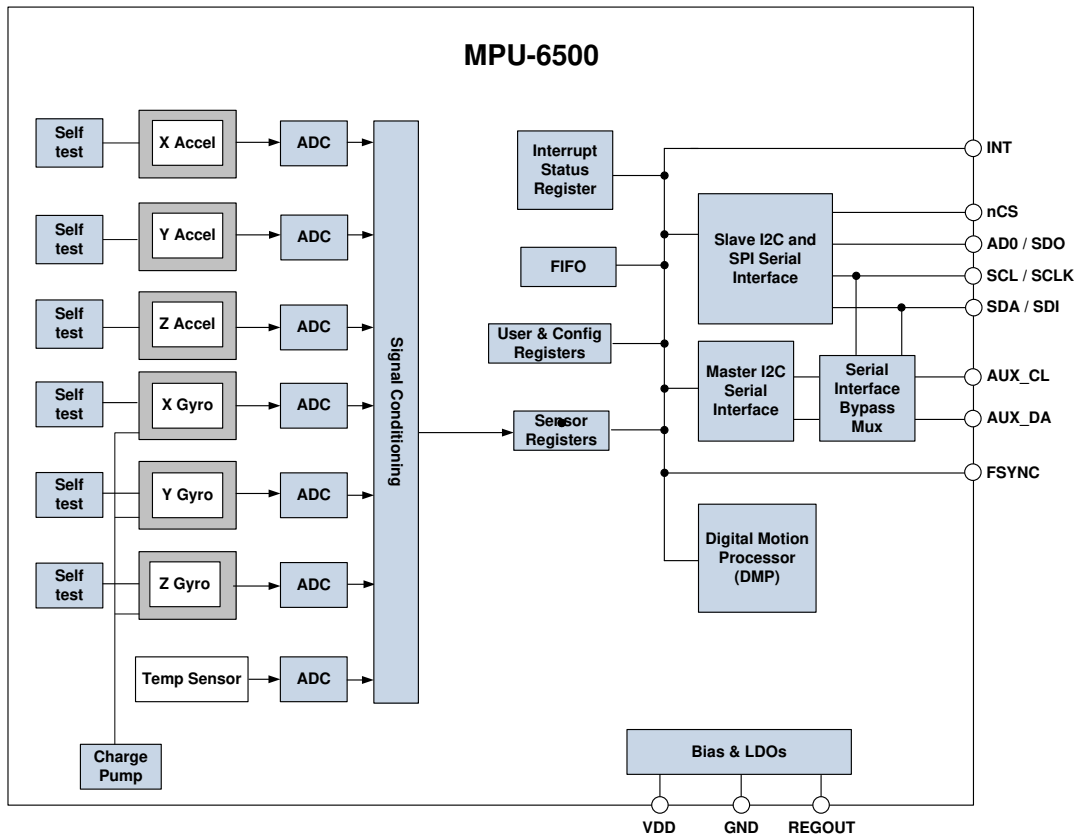 MPU-6500
Self
test
X Accel
ADC
Self
test
Y Accel
ADC
Self
test
Z Accel
ADC
Self
test
X Gyro
ADC
Self
test
Y Gyro
ADC
Self
test
Z Gyro
ADC
Temp Sensor
ADC
Charge
Pump
Signal Conditioning
Interrupt
Status
Register
FIFO
User & Config
Registers
Sensor
Registers
Slave I2C and
SPI Serial
Interface
Master I2C
Serial
Interface
Serial
Interface
Bypass
Mux
Digital Motion
Processor
(DMP)
Bias & LDOs
INT
nCS
AD0 / SDO
SCL / SCLK
SDA / SDI
AUX_CL
AUX_DA
FSYNC
VDD
GND
REGOUT